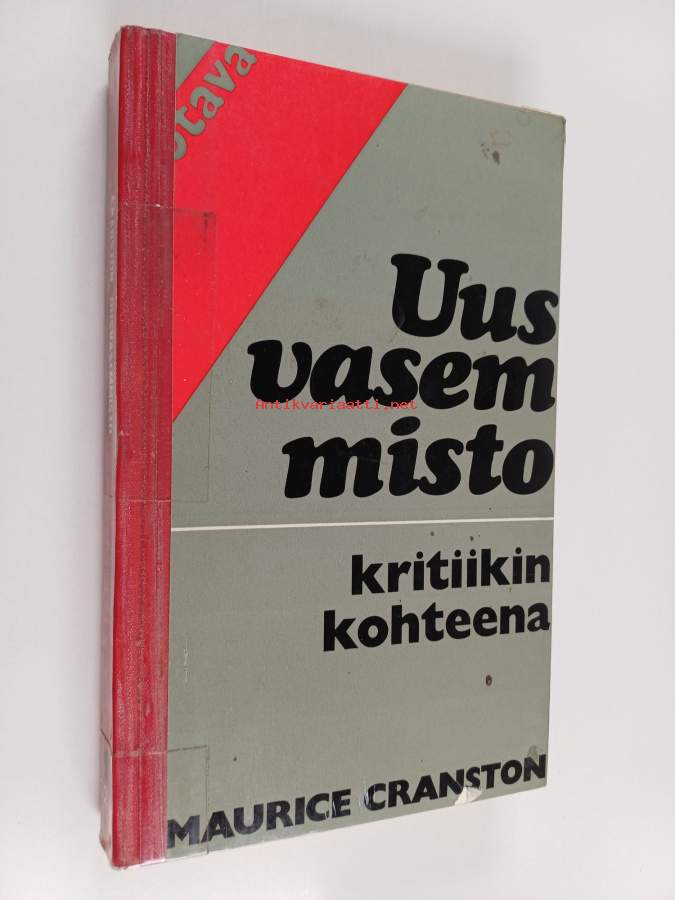 otava
Uus
vasem
misto
Antikvariaatti.net
kritiikin
kohteena
MAURICE CRANSTON